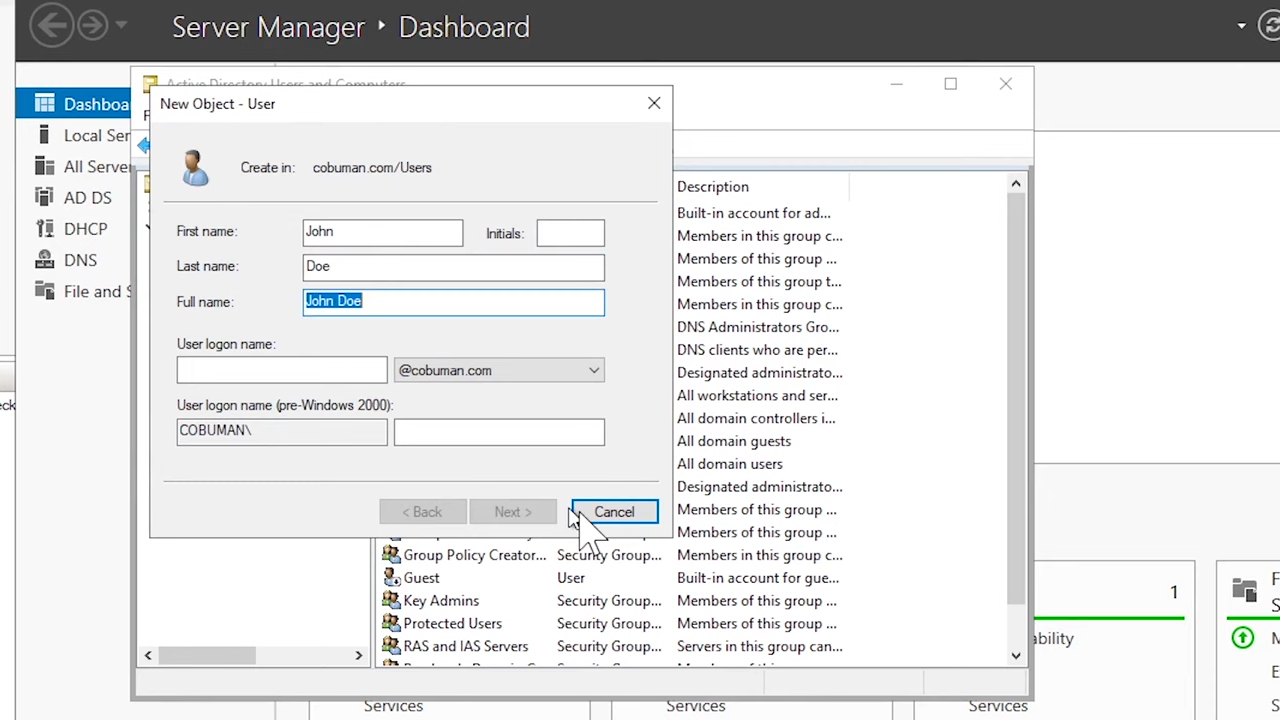 Server Manager ‣ Dashboard
Active Directory Users and Computers
Dashboa
Local Ser
All Server
AD DS
DHCP
DNS
File and S
New Object - User
Create in: cobuman.com/Users
First name: John Initials:
Last name: Doe
Full name: John Doe
User logon name:
@cobuman.com
User logon name (pre-Windows 2000):
COBUMAN\
< Back Next > Cancel
Description
Built-in account for ad...
Members in this group c...
Members of this group ...
Members of this group t...
Members in this group c...
DNS Administrators Gro...
DNS clients who are per...
Designated administrato...
All workstations and ser...
All domain controllers i...
All domain guests
All domain users
Designated administrato...
Members of this group ...
Members of this group ...
Group Policy Creator... Security Group... Members in this group c...
Guest User Built-in account for gue...
Key Admins Security Group... Members of this group ...
Protected Users Security Group... Members of this group ...
RAS and IAS Servers Security Group... Servers in this group can...
1
ability
Services
Services
Services